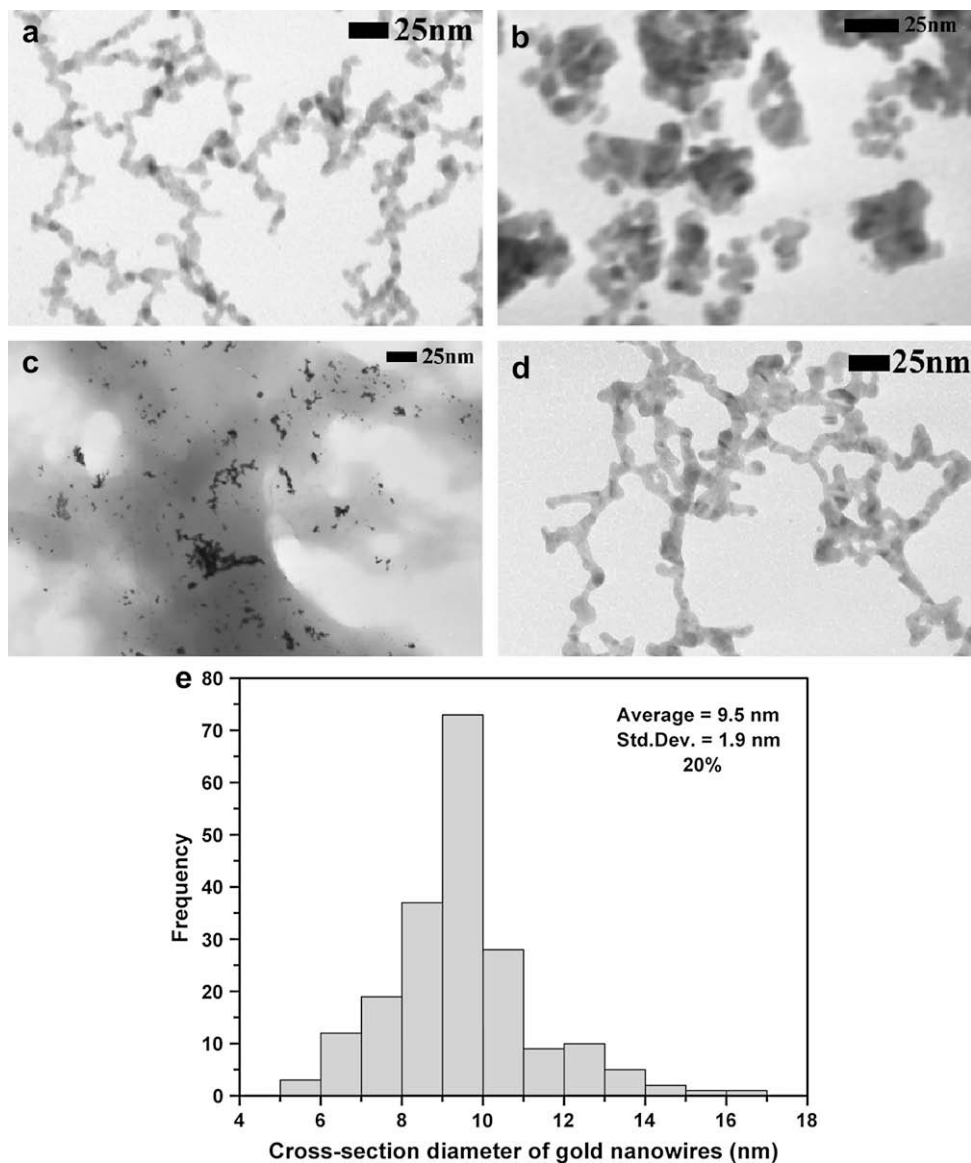 a
25nm
b
25nm
c
25nm
d
25nm
e
80
70
60
50
40
30
20
10
0
Frequency
Average = 9.5 nm
Std.Dev. = 1.9 nm
20%
4 6 8 10 12 14 16 18
Cross-section diameter of gold nanowires (nm)